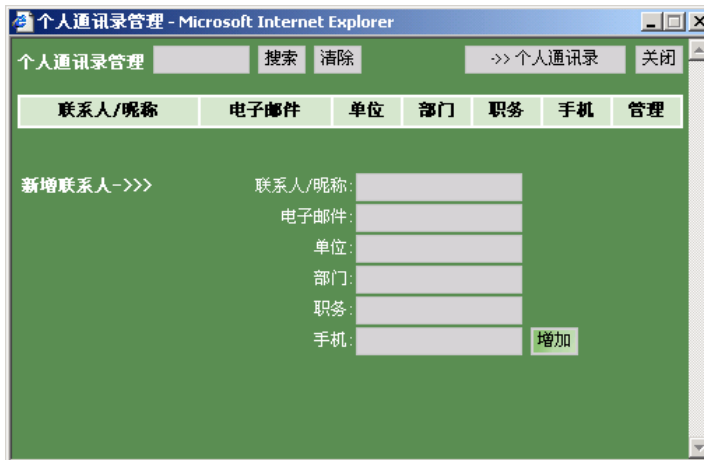 个人通讯录管理 - Microsoft Internet Explorer
个人通讯录管理 搜索 清除 ->> 个人通讯录 关闭
联系人/昵称 电子邮件 单位 部门 职务 手机 管理
新增联系人->>> 联系人/昵称:
电子邮件:
单位:
部门:
职务:
手机: 增加